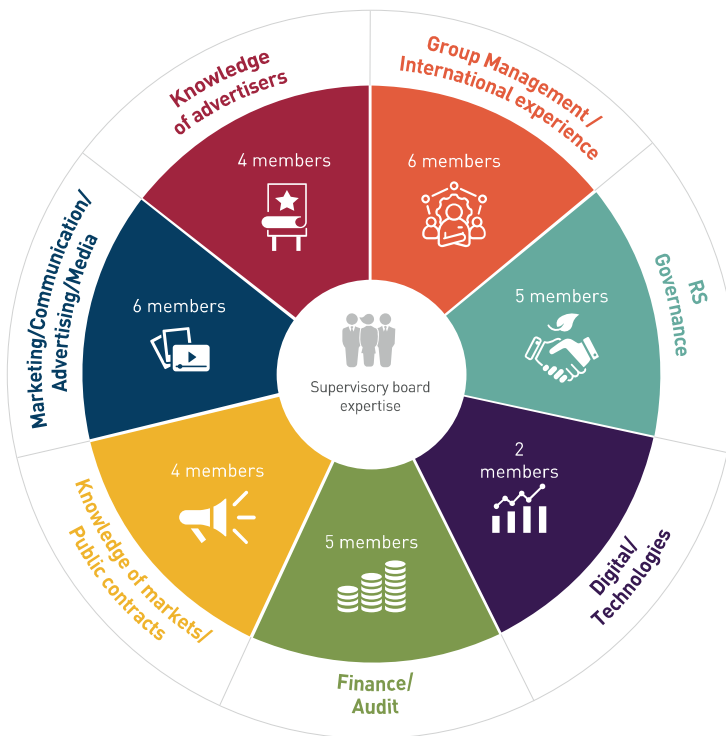 Knowledge
of advertisers
4 members
Group Management /
International experience
6 members
RS
Governance
5 members
Digital/
Technologies
2
members
Finance/
Audit
5 members
Knowledge of markets/
Public contracts
4 members
Marketing/Communication/
Advertising/Media
6 members
Supervisory board
expertise